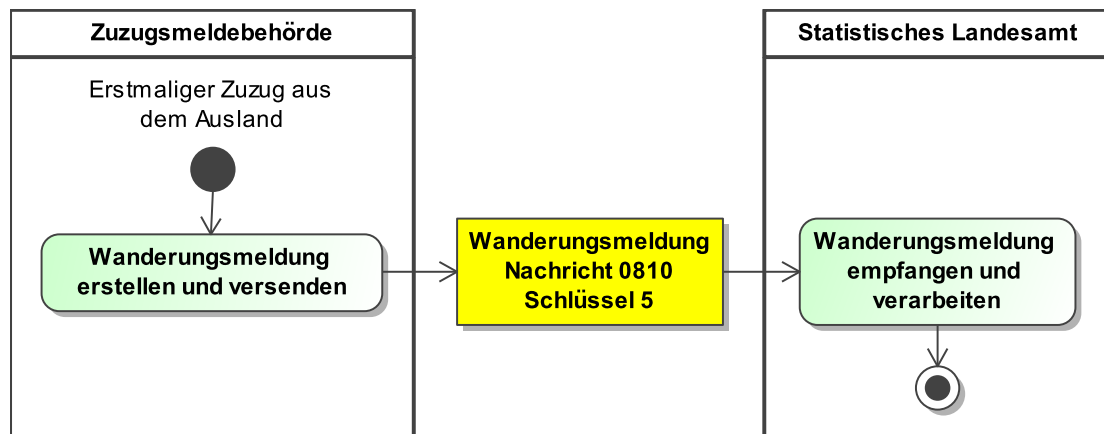 Zuzugsmeldebehörde
Statistisches Landesamt
Erstmaliger Zuzug aus
dem Ausland
Wanderungsmeldung
erstellen und versenden
Wanderungsmeldung
Nachricht 0810
Schlüssel 5
Wanderungsmeldung
empfangen und
verarbeiten